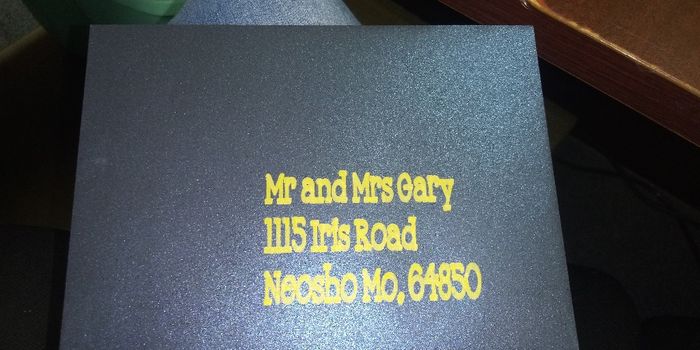 Mr and Mrs Gary
1115 Iris Road
Neosho Mo, 64850